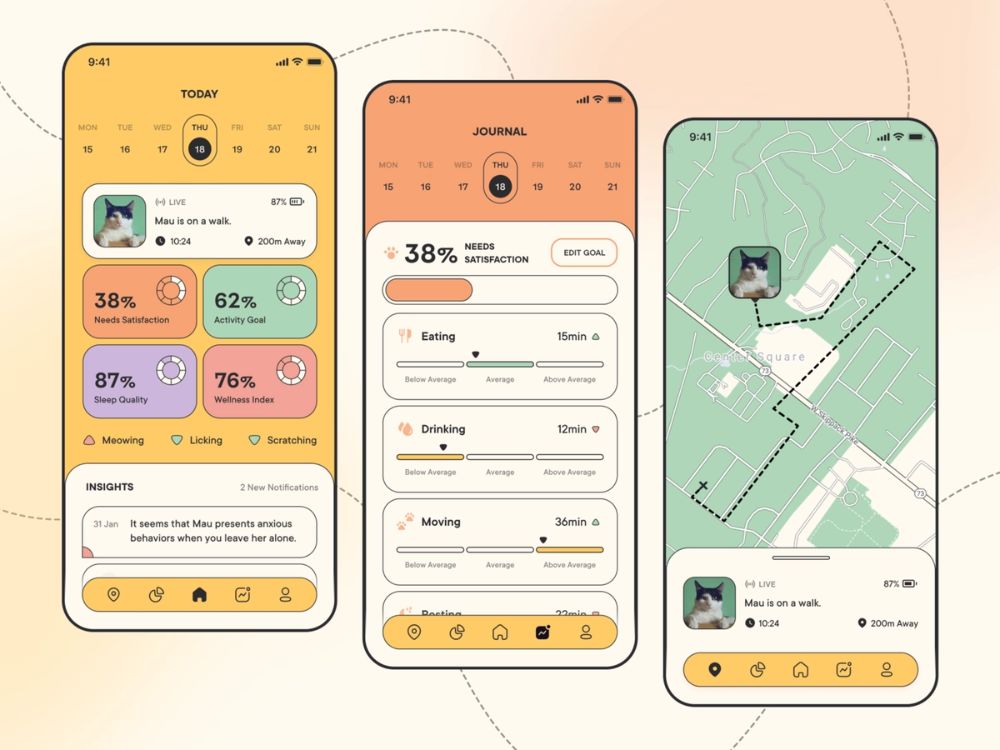 9:41
TODAY
MON TUE WED THU FRI SAT SUN
15 16 17 18 19 20 21
LIVE 87%
Mau is on a walk.
10:24 200m Away
38% 62%
Needs Satisfaction Activity Goal
87% 76%
Sleep Quality Wellness Index
Meowing Licking Scratching
INSIGHTS 2 New Notifications
31 Jan It seems that Mau presents anxious
behaviors when you leave her alone.
9:41
JOURNAL
MON TUE WED THU FRI SAT SUN
15 16 17 18 19 20 21
38% NEEDS
SATISFACTION
EDIT GOAL
Eating 15min
Below Average Average Above Average
Drinking 12min
Below Average Average Above Average
Moving 36min
Below Average Average Above Average
Resting 22min
9:41
Center Square
73
W Skippack Pike
73
LIVE 87%
Mau is on a walk.
10:24 200m Away